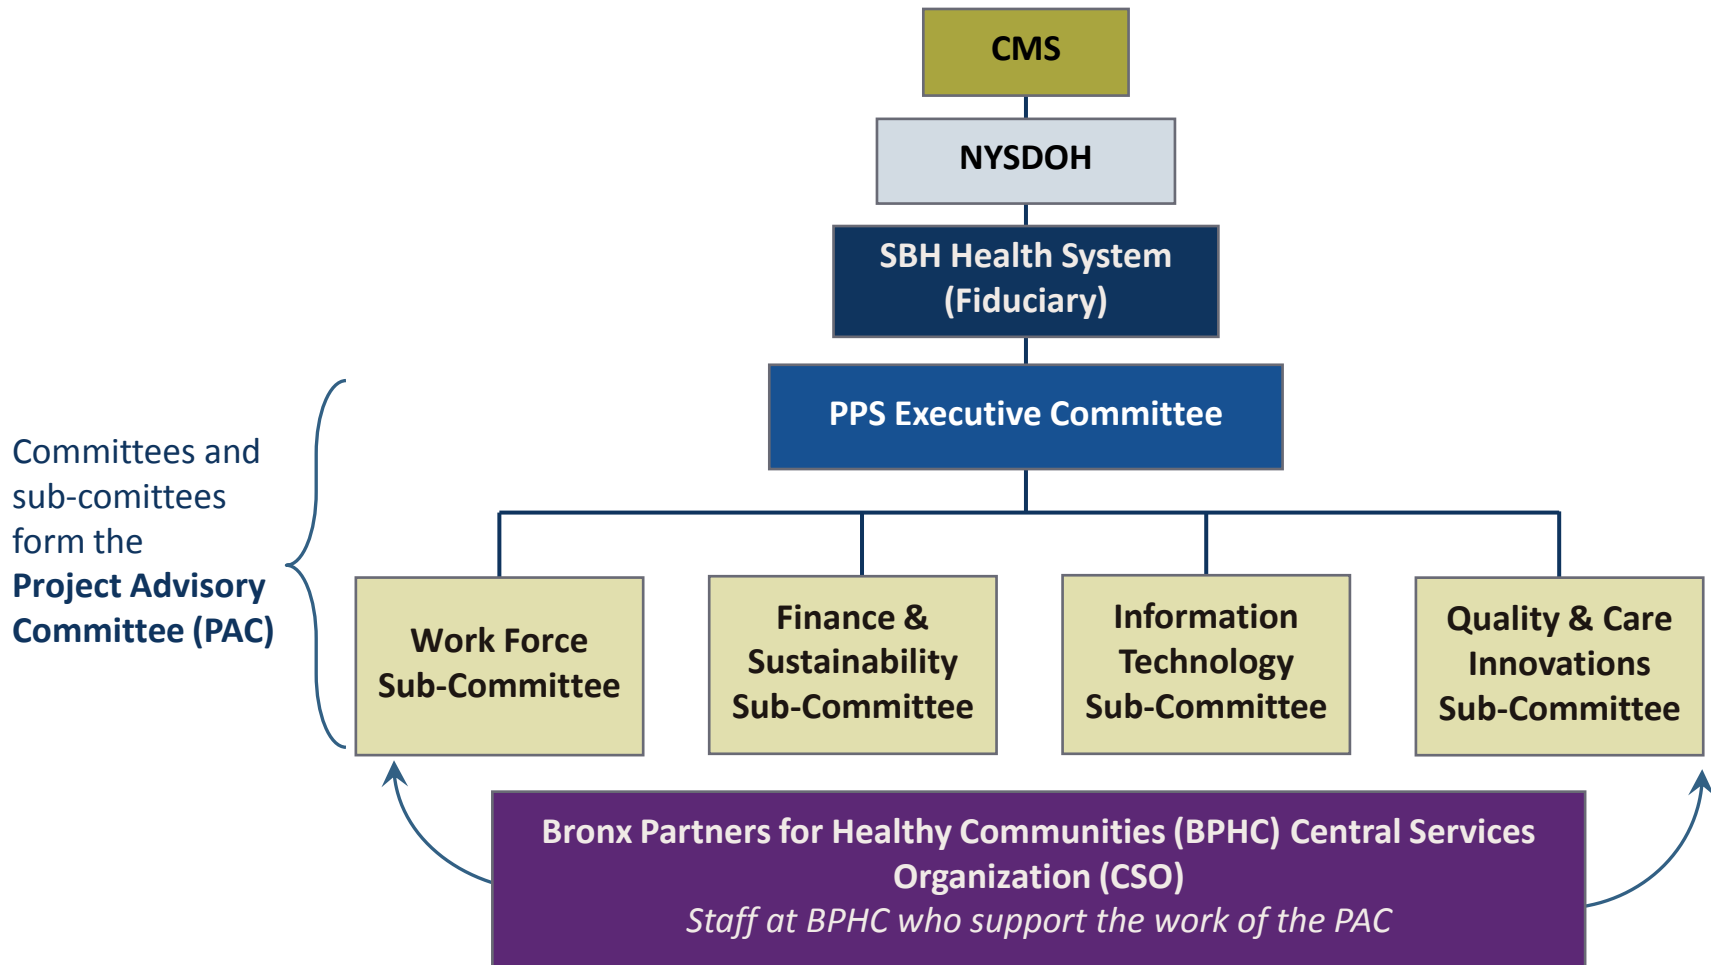 CMS
NYSDOH
SBH Health System
(Fiduciary)
PPS Executive Committee
Committees and
sub-comittees
form the
Project Advisory
Committee (PAC)
Work Force
Sub-Committee
Finance &
Sustainability
Sub-Committee
Information
Technology
Sub-Committee
Quality & Care
Innovations
Sub-Committee
Bronx Partners for Healthy Communities (BPHC) Central Services
Organization (CSO)
Staff at BPHC who support the work of the PAC